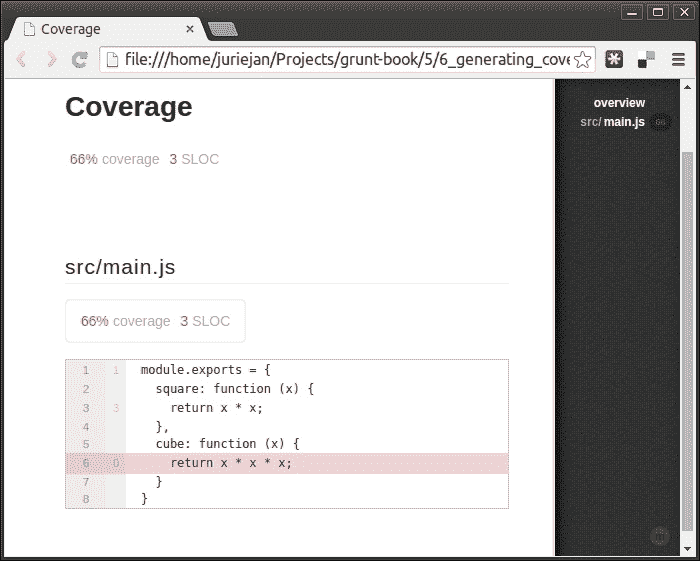 Coverage
file:///home/juriejan/Projects/grunt-book/5/6_generating_cove
overview
src/main.js 66
Coverage
66% coverage 3 SLOC
src/main.js
66% coverage 3 SLOC
1 1 module.exports = {
2 square: function (x) {
3 3 return x * x;
4 },
5 cube: function (x) {
6 0 return x * x * x;
7 }
8 }